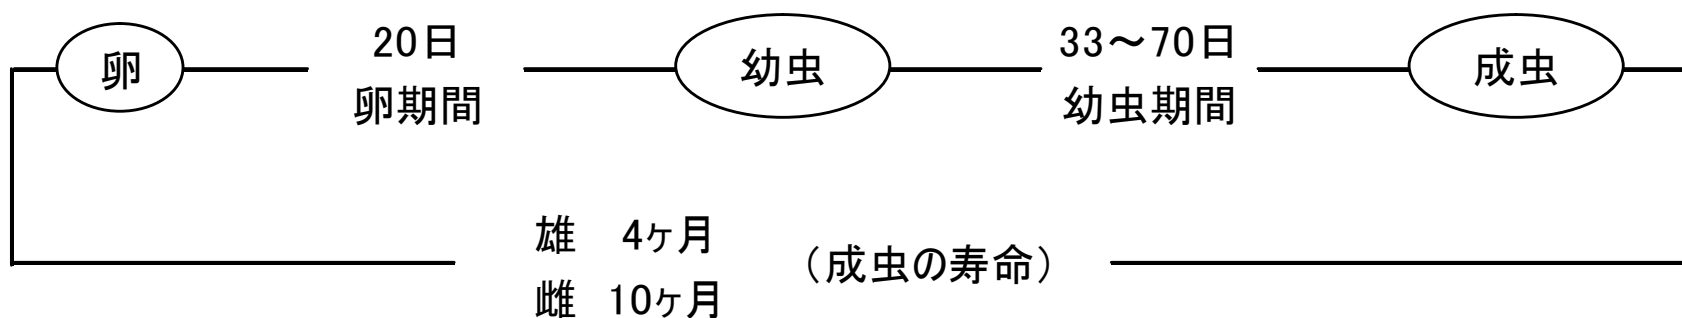 卵
20日
卵期間
幼虫
33～70日
幼虫期間
成虫
雄　4ヶ月
雌　10ヶ月
（成虫の寿命）